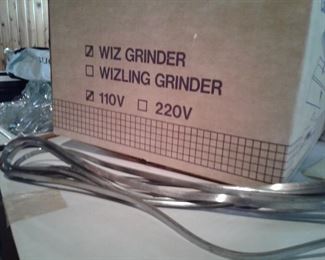 ☑ WIZ GRINDER
☐ WIZLING GRINDER
☑ 110V ☐ 220V